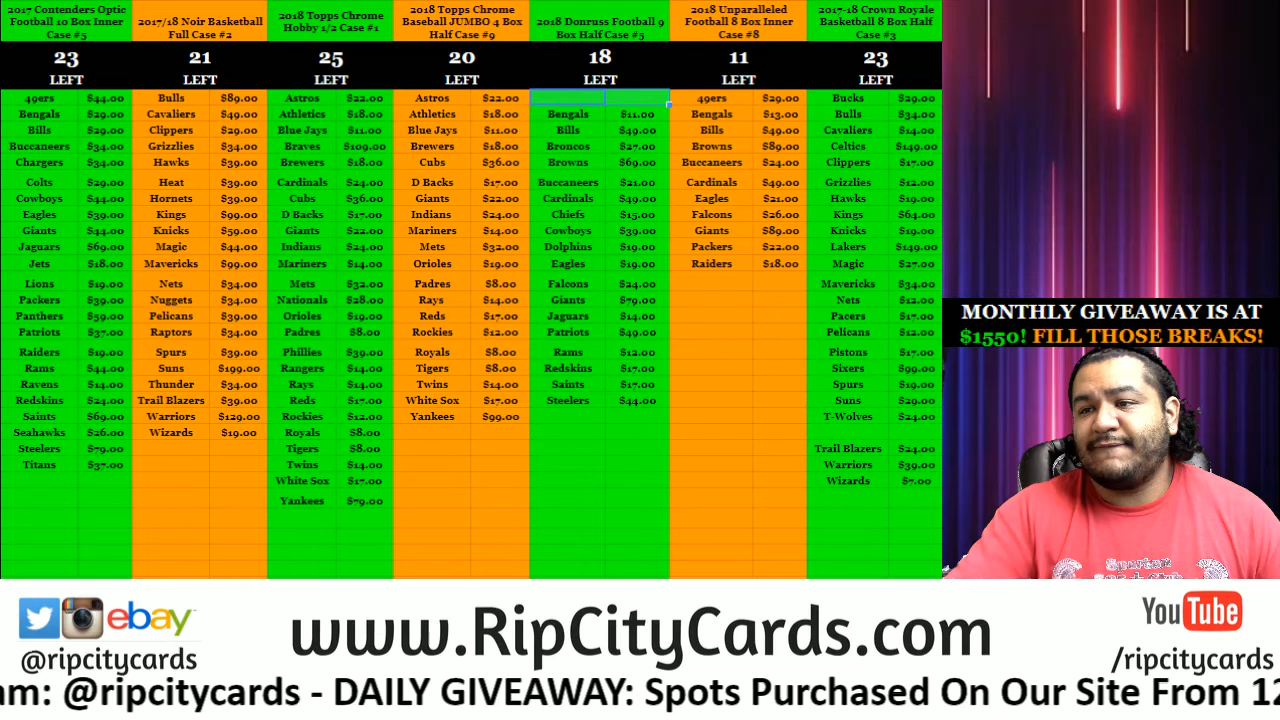 2017 Contenders Optic
Football 10 Box Inner
Case #5
23
LEFT
49ers $44.00
Bengals $29.00
Bills $29.00
Buccaneers $34.00
Chargers $34.00
Colts $29.00
Cowboys $44.00
Eagles $39.00
Giants $44.00
Jaguars $69.00
Jets $18.00
Lions $19.00
Packers $39.00
Panthers $59.00
Patriots $37.00
Raiders $19.00
Rams $44.00
Ravens $14.00
Redskins $24.00
Saints $69.00
Seahawks $26.00
Steelers $79.00
Titans $37.00
2017/18 Noir Basketball
Full Case #2
21
LEFT
Bulls $89.00
Cavaliers $49.00
Clippers $29.00
Grizzlies $34.00
Hawks $39.00
Heat $39.00
Hornets $39.00
Kings $99.00
Knicks $59.00
Magic $44.00
Mavericks $99.00
Nets $34.00
Nuggets $34.00
Pelicans $39.00
Raptors $34.00
Spurs $39.00
Suns $199.00
Thunder $34.00
Trail Blazers $39.00
Warriors $129.00
Wizards $19.00
2018 Topps Chrome
Hobby 1/2 Case #1
25
LEFT
Astros $22.00
Athletics $18.00
Blue Jays $11.00
Braves $109.00
Brewers $18.00
Cardinals $24.00
Cubs $36.00
D Backs $17.00
Giants $22.00
Indians $24.00
Mariners $14.00
Mets $32.00
Nationals $28.00
Orioles $19.00
Padres $8.00
Phillies $39.00
Rangers $14.00
Rays $14.00
Reds $17.00
Rockies $12.00
Royals $8.00
Tigers $8.00
Twins $14.00
White Sox $17.00
Yankees $79.00
2018 Topps Chrome
Baseball JUMBO 4 Box
Half Case #9
20
LEFT
Astros $22.00
Athletics $18.00
Blue Jays $11.00
Brewers $18.00
Cubs $36.00
D Backs $17.00
Giants $22.00
Indians $24.00
Mariners $14.00
Mets $32.00
Orioles $19.00
Padres $8.00
Rays $14.00
Reds $17.00
Rockies $12.00
Royals $8.00
Tigers $8.00
Twins $14.00
White Sox $17.00
Yankees $99.00
2018 Donruss Football 9
Box Half Case #5
18
LEFT
Bengals $11.00
Bills $49.00
Broncos $27.00
Browns $69.00
Buccaneers $21.00
Cardinals $49.00
Chiefs $15.00
Cowboys $39.00
Dolphins $19.00
Eagles $19.00
Falcons $24.00
Giants $79.00
Jaguars $14.00
Patriots $49.00
Rams $12.00
Redskins $17.00
Saints $17.00
Steelers $44.00
2018 Unparalleled
Football 8 Box Inner
Case #8
11
LEFT
49ers $29.00
Bengals $13.00
Bills $49.00
Browns $89.00
Buccaneers $24.00
Cardinals $49.00
Eagles $21.00
Falcons $26.00
Giants $89.00
Packers $22.00
Raiders $18.00
2017-18 Crown Royale
Basketball 8 Box Half
Case #3
23
LEFT
Bucks $29.00
Bulls $34.00
Cavaliers $14.00
Celtics $149.00
Clippers $17.00
Grizzlies $12.00
Hawks $19.00
Kings $64.00
Knicks $19.00
Lakers $149.00
Magic $27.00
Mavericks $34.00
Nets $12.00
Pacers $17.00
Pelicans $12.00
Pistons $17.00
Sixers $99.00
Spurs $19.00
Suns $29.00
T-Wolves $24.00
Trail Blazers $24.00
Warriors $39.00
Wizards $7.00
MONTHLY GIVEAWAY IS AT
$1550! FILL THOSE BREAKS!
ebay
@ripcitycards
www.RipCityCards.com
YouTube
/ripcitycards
am: @ripcitycards - DAILY GIVEAWAY: Spots Purchased On Our Site From 12